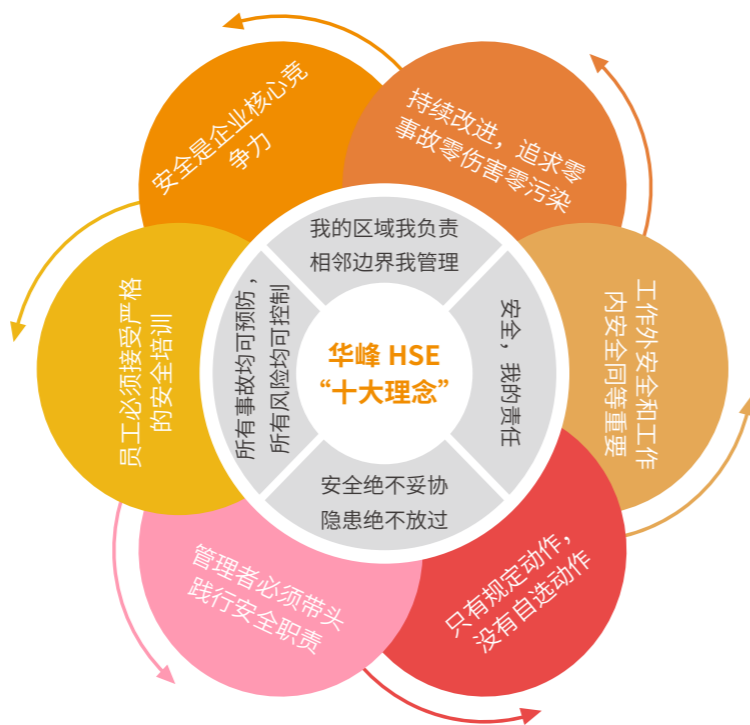 安全是企业核心竞
争力
持续改进，追求零
事故零伤害零污染
我的区域我负责
相邻边界我管理
员工必须接受严格
的安全培训
所有事故均可预防，
所有风险均可控制
华峰 HSE
“十大理念”
安全，我的责任
工作外安全和工作
内安全同等重要
安全绝不妥协
隐患绝不放过
管理者必须带头
践行安全职责
只有规定动作，
没有自选动作